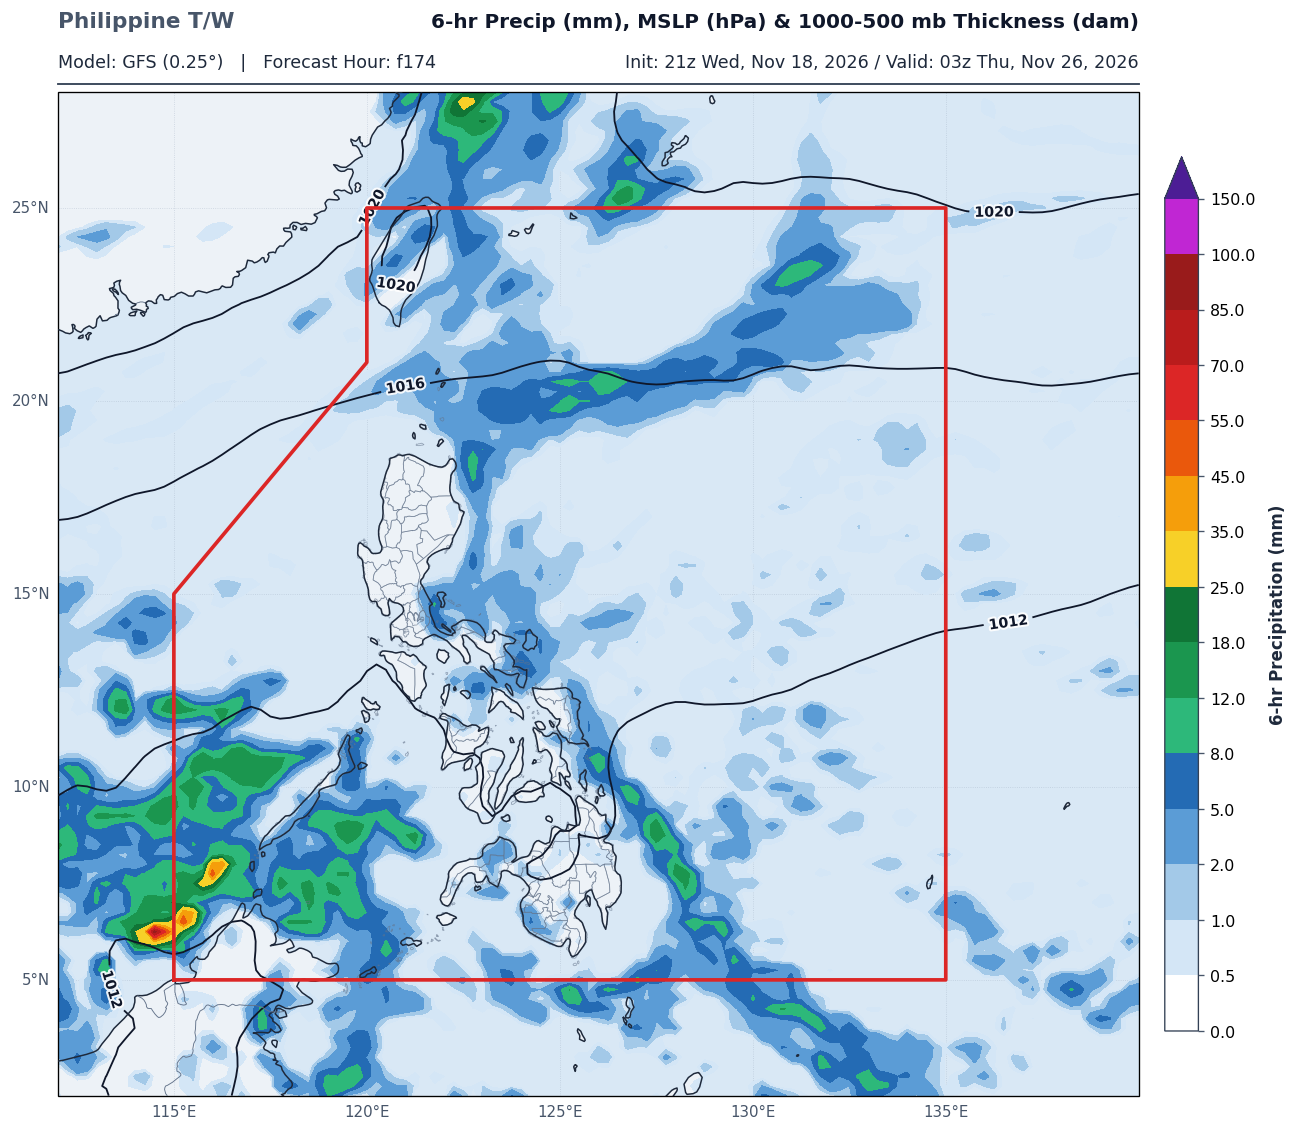 Philippine T/W
6-hr Precip (mm), MSLP (hPa) & 1000-500 mb Thickness (dam)
Model: GFS (0.25°) | Forecast Hour: f174
Init: 21z Wed, Nov 18, 2026 / Valid: 03z Thu, Nov 26, 2026
25°N
20°N
15°N
10°N
5°N
115°E
120°E
125°E
130°E
135°E
1020
1020
1020
1016
1012
1012
150.0
100.0
85.0
70.0
55.0
45.0
35.0
25.0
18.0
12.0
8.0
5.0
2.0
1.0
0.5
0.0
6-hr Precipitation (mm)